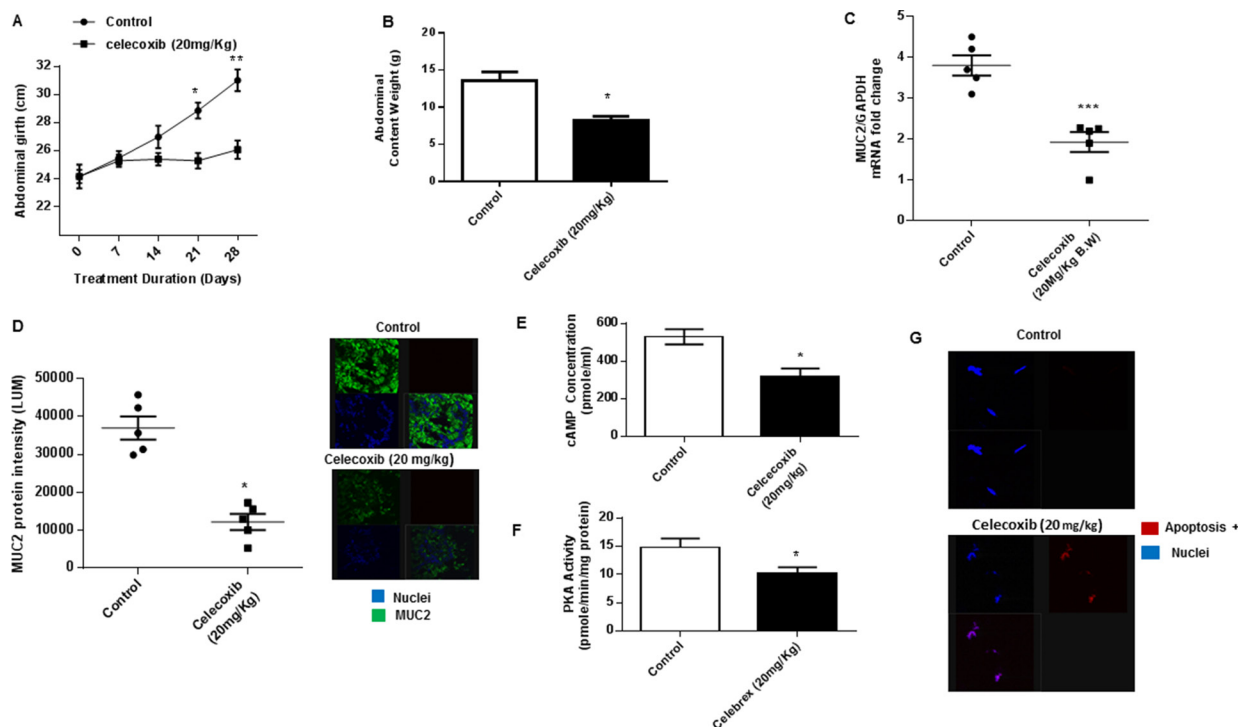 A
Control
celecoxib (20mg/Kg)
Abdominal girth (cm)
32
30
28
26
24
22
*
**
0
7
14
21
28
Treatment Duration (Days)
B
Abdominal
Content Weight (g)
20
15
10
5
0
*
Control
Celecoxib (20mg/Kg)
C
MUC2/GAPDH
mRNA fold change
5
4
3
2
1
0
***
Control
Celecoxib
(20Mg/Kg B.W)
D
MUC2 protein intensity (LUM)
50000
40000
30000
20000
10000
0
*
Control
Celecoxib
(20mg/Kg)
Control
Celecoxib (20 mg/kg)
Nuclei
MUC2
E
cAMP Concentration
(pmole/ml)
600
400
200
0
*
Control
Celcecoxib
(20mg/kg)
F
PKA Activity
(pmole/min/mg protein)
20
15
10
5
0
*
Control
Celebrex (20mg/Kg)
G
Control
Celecoxib (20 mg/kg)
Apoptosis +
Nuclei